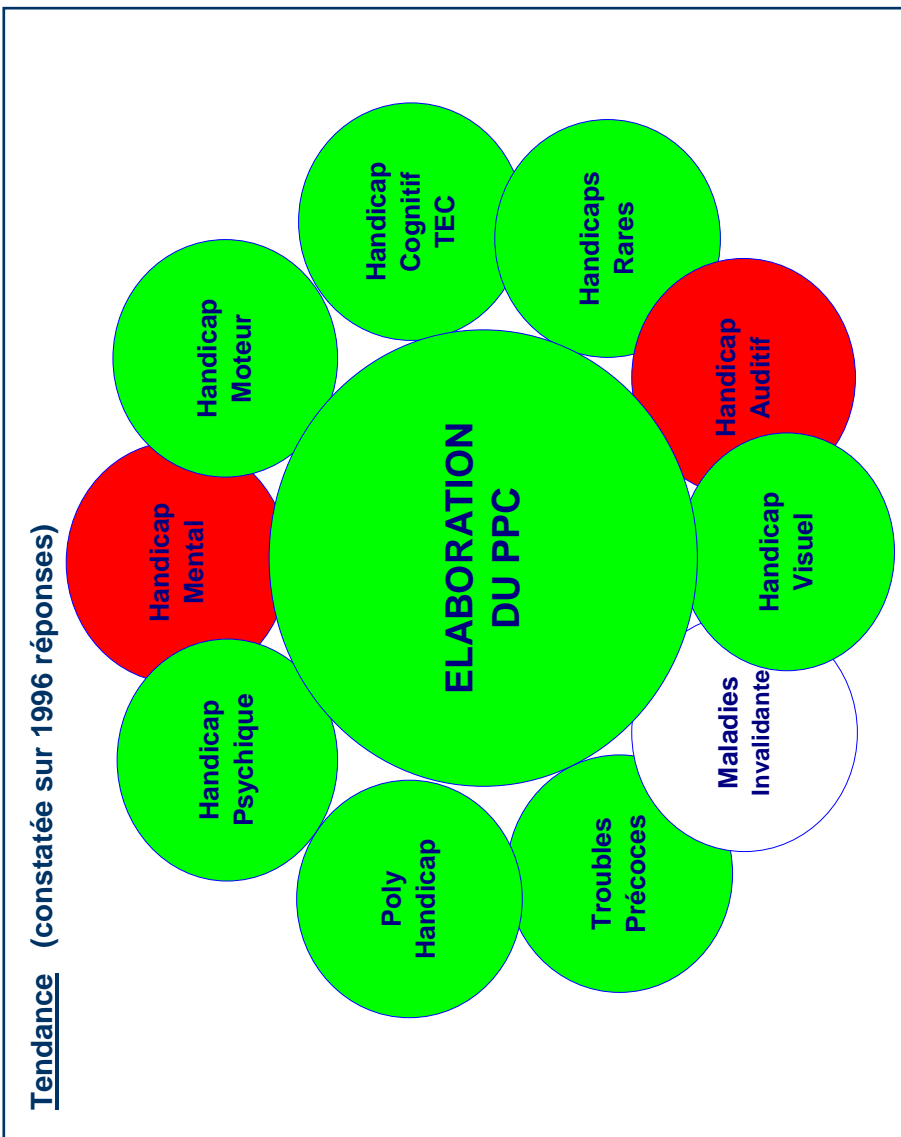 Tendance (constatée sur 1996 réponses)
Handicap
Mental
Handicap
Moteur
Handicap
Cognitif
TEC
Handicaps
Rares
Handicap
Auditif
Handicap
Visuel
Maladies
Invalidante
Troubles
Précoces
Poly
Handicap
Handicap
Psychique
ELABORATION
DU PPC